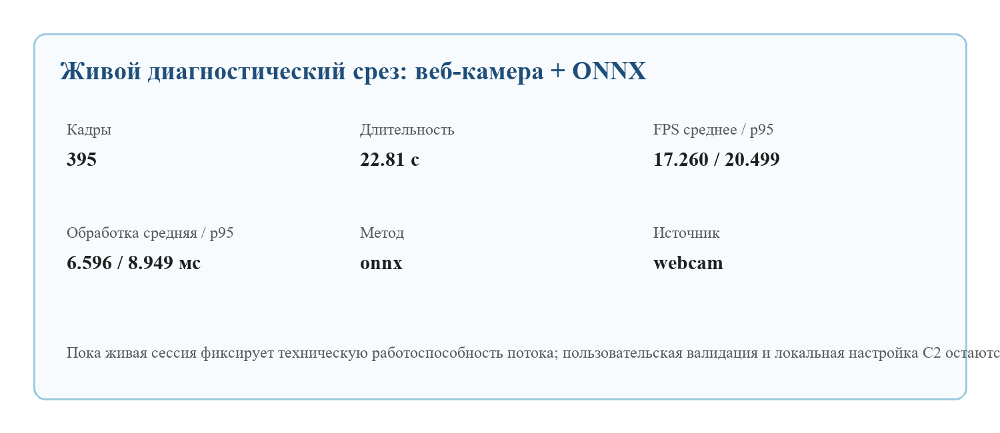 Живой диагностический срез: веб-камера + ONNX
Кадры
395
Длительность
22.81 с
FPS среднее / p95
17.260 / 20.499
Обработка средняя / p95
6.596 / 8.949 мс
Метод
onnx
Источник
webcam
Пока живая сессия фиксирует техническую работоспособность потока; пользовательская валидация и локальная настройка C2 остаютс